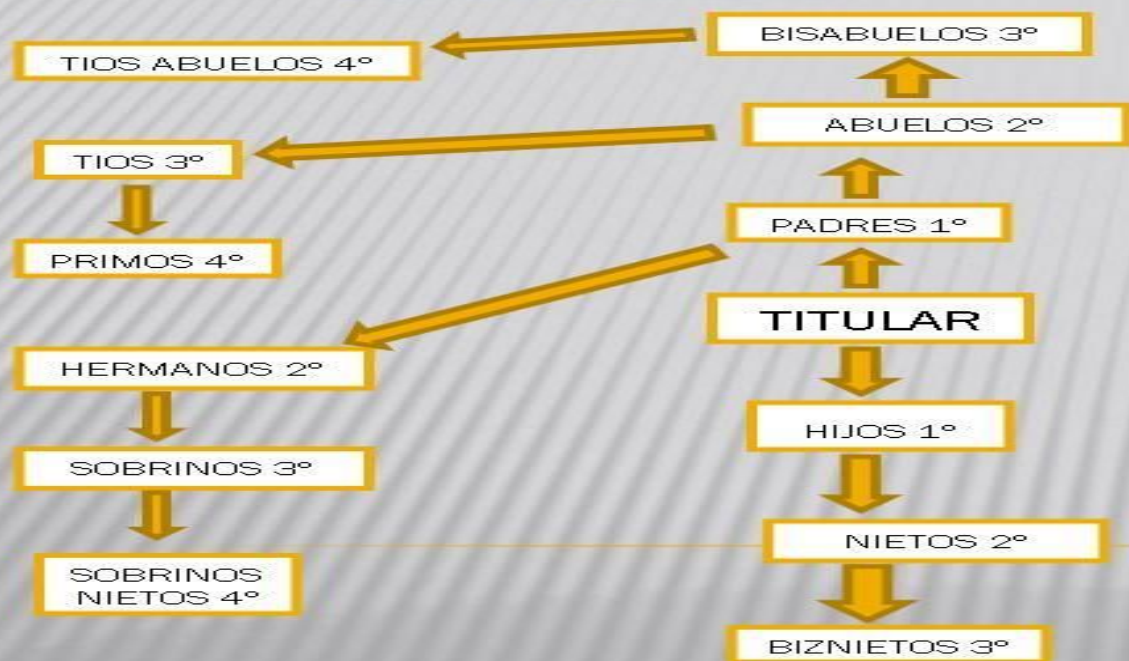 BISABUELOS 3º
TIOS ABUELOS 4º
ABUELOS 2º
TIOS 3º
PADRES 1º
PRIMOS 4º
TITULAR
HERMANOS 2º
HIJOS 1º
SOBRINOS 3º
NIETOS 2º
SOBRINOS
NIETOS 4º
BIZNIETOS 3º